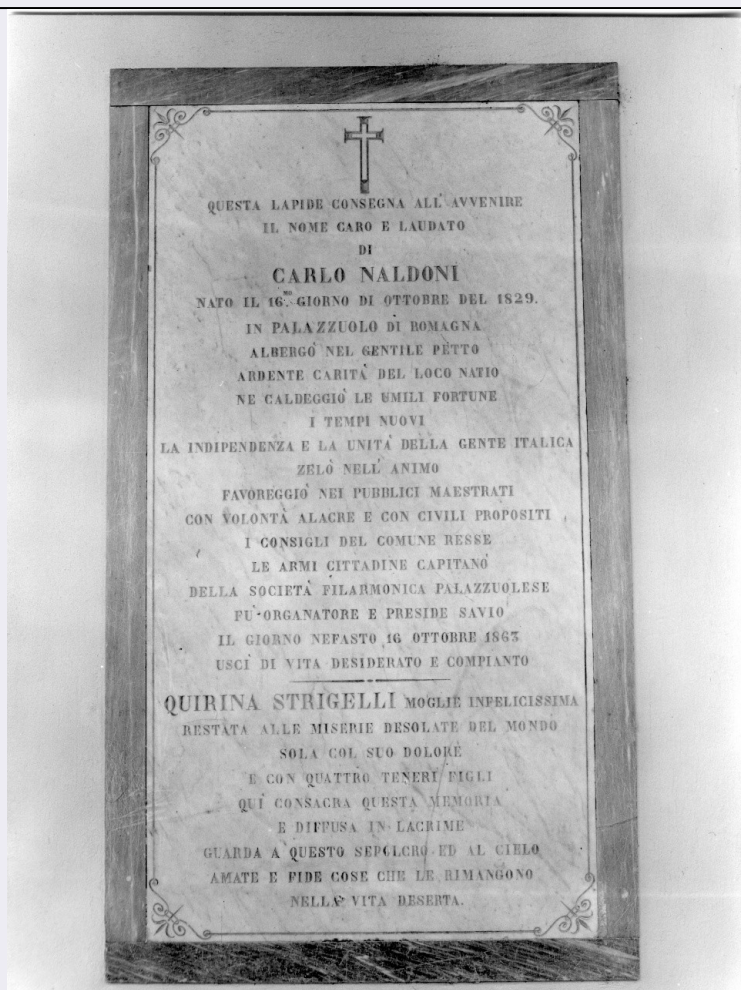 QUESTA LAPIDE CONSEGNA ALL' AVVENIRE
IL NOME CARO E LAUDATO
DI
CARLO NALDONI
NATO IL 16.mo GIORNO DI OTTOBRE DEL 1829.
IN PALAZZUOLO DI ROMAGNA
ALBERGÒ NEL GENTILE PETTO
ARDENTE CARITÀ DEL LOCO NATIO
NE CALDEGGIÒ LE UMILI FORTUNE
I TEMPI NUOVI
LA INDIPENDENZA E LA UNITÀ DELLA GENTE ITALICA
ZELÒ NELL' ANIMO
FAVOREGGIÒ NEI PUBBLICI MAESTRATI
CON VOLONTÀ ALACRE E CON CIVILI PROPOSITI
I CONSIGLI DEL COMUNE RESSE
LE ARMI CITTADINE CAPITANÒ
DELLA SOCIETÀ FILARMONICA PALAZZUOLESE
FÙ ORGANATORE E PRESIDE SAVIO
IL GIORNO NEFASTO 16 OTTOBRE 1863
USCÌ DI VITA DESIDERATO E COMPIANTO
QUIRINA STRIGELLI MOGLIE INFELICISSIMA
RESTATA ALLE MISERIE DESOLATE DEL MONDO
SOLA COL SUO DOLORE
E CON QUATTRO TENERI FIGLI
QUÌ CONSACRA QUESTA MEMORIA
E DIFFUSA IN LACRIME
GUARDA A QUESTO SEPOLCRO ED AL CIELO
AMATE E FIDE COSE CHE LE RIMANGONO
NELLA VITA DESERTA.